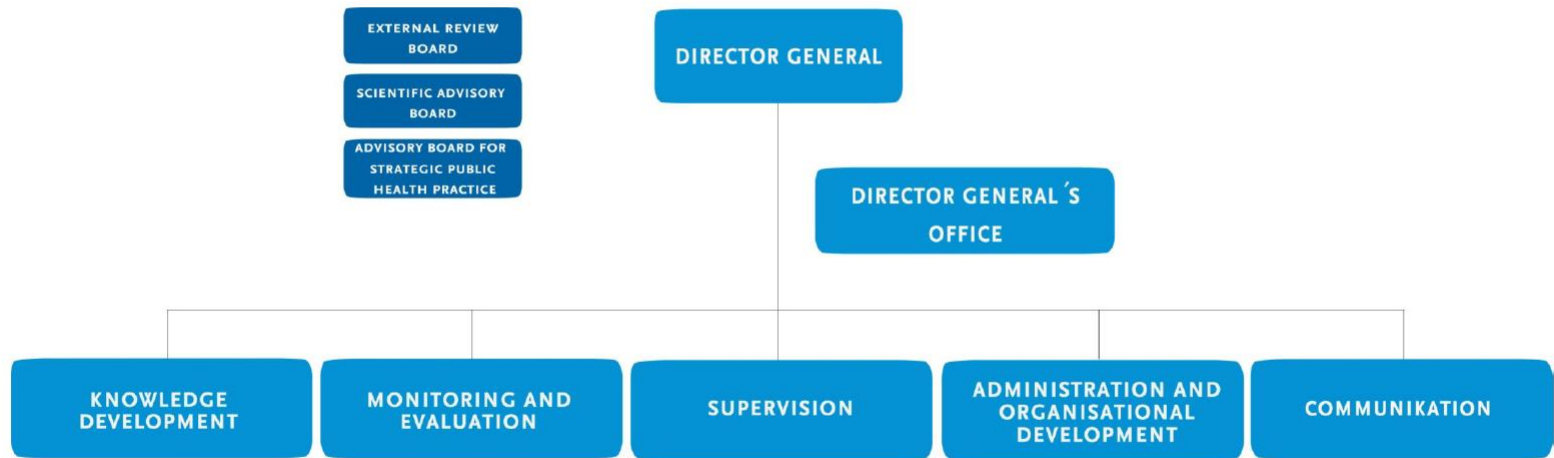 EXTERNAL REVIEW
BOARD
SCIENTIFIC ADVISORY
BOARD
ADVISORY BOARD FOR
STRATEGIC PUBLIC
HEALTH PRACTICE
DIRECTOR GENERAL
DIRECTOR GENERAL´S
OFFICE
KNOWLEDGE
DEVELOPMENT
MONITORING AND
EVALUATION
SUPERVISION
ADMINISTRATION AND
ORGANISATIONAL
DEVELOPMENT
COMMUNIKATION